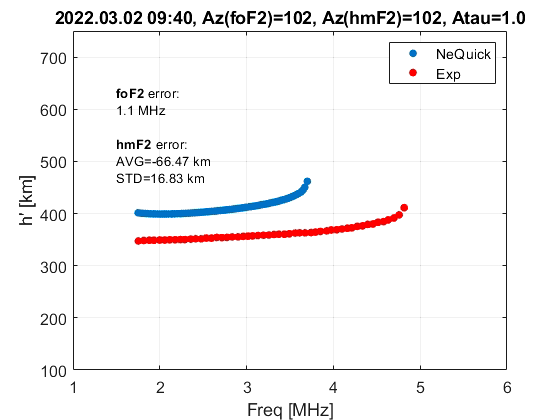 2022.03.02 09:40, Az(foF2)=102, Az(hmF2)=102, Atau=1.0
NeQuick
Exp
foF2 error:
1.1 MHz
hmF2 error:
AVG=-66.47 km
STD=16.83 km
h' [km]
700
600
500
400
300
200
100
1 2 3 4 5 6
Freq [MHz]